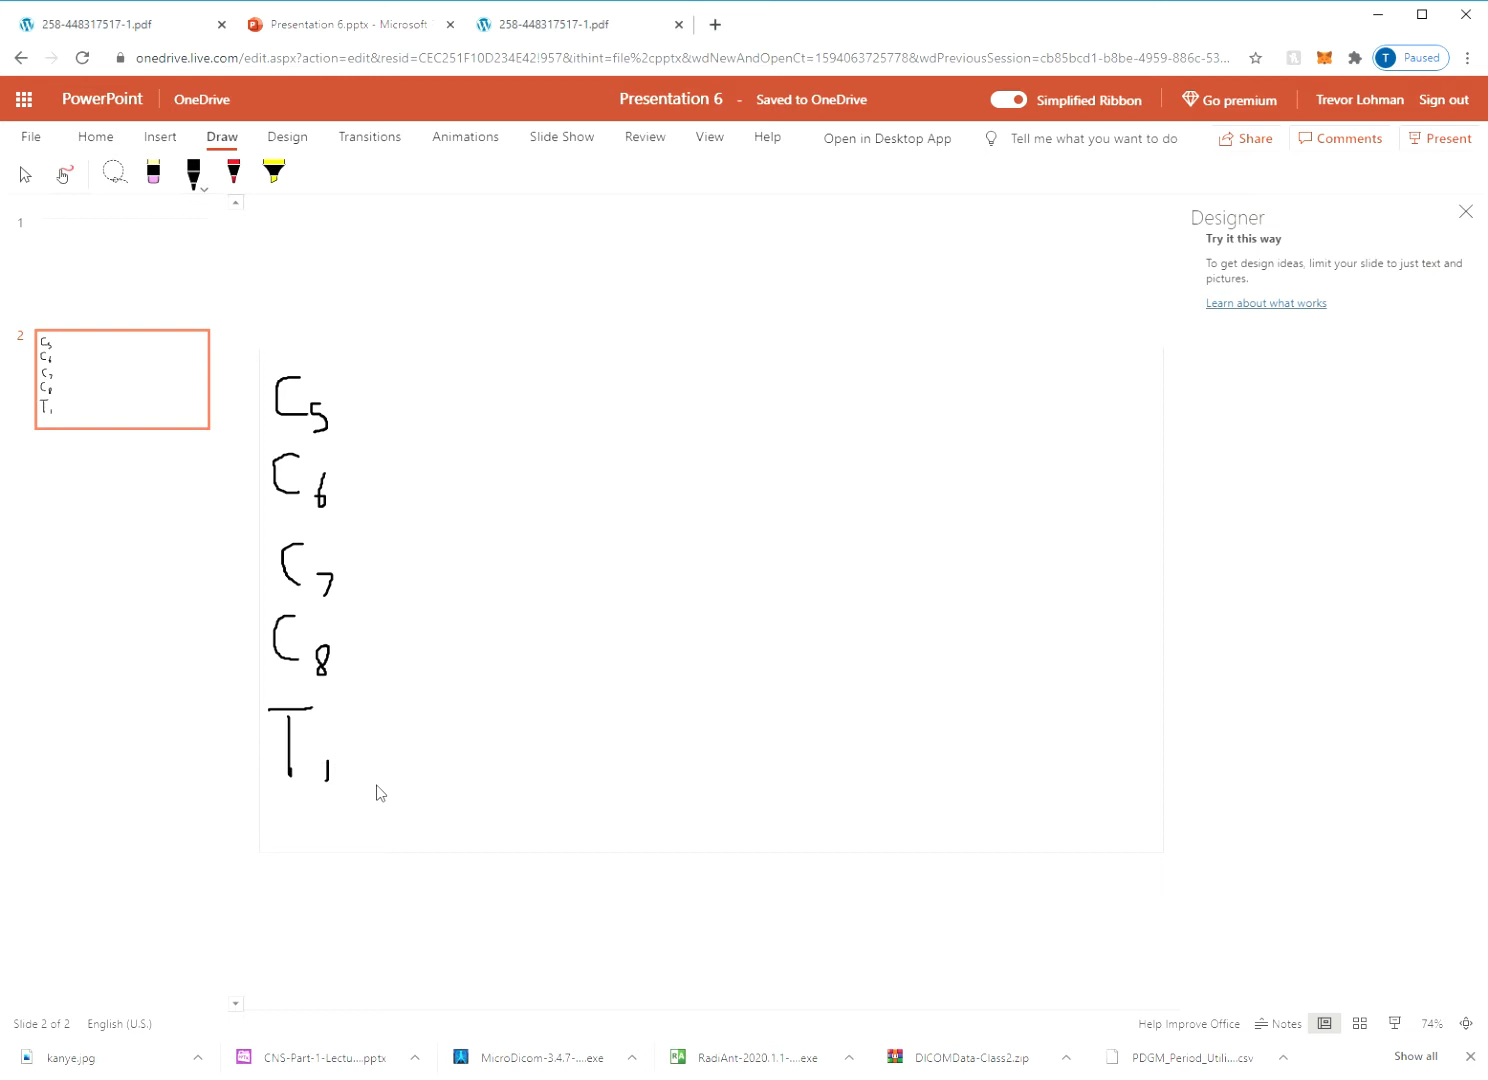 258-448317517-1.pdf
Presentation 6.pptx - Microsoft
258-448317517-1.pdf
onedrive.live.com/edit.aspx?action=edit&resid=CEC251F10D234E42!957&ithint=file%2cpptx&wdNewAndOpenCt=1594063725778&wdPreviousSession=cb85bcd1-b8be-4959-886c-53...
T Paused
PowerPoint OneDrive Presentation 6 - Saved to OneDrive Simplified Ribbon Go premium Trevor Lohman Sign out
File Home Insert Draw Design Transitions Animations Slide Show Review View Help Open in Desktop App Tell me what you want to do Share Comments Present
1
Designer
Try it this way
To get design ideas, limit your slide to just text and
pictures.
Learn about what works
2
C5
C6
C7
C8
T1
C5
C6
C7
C8
T1
Slide 2 of 2 English (U.S.) Help Improve Office Notes 74%
kanye.jpg CNS-Part-1-Lectu....pptx MicroDicom-3.4.7-....exe RadiAnt-2020.1.1-....exe DICOMData-Class2.zip PDGM_Period_Utili....csv Show all